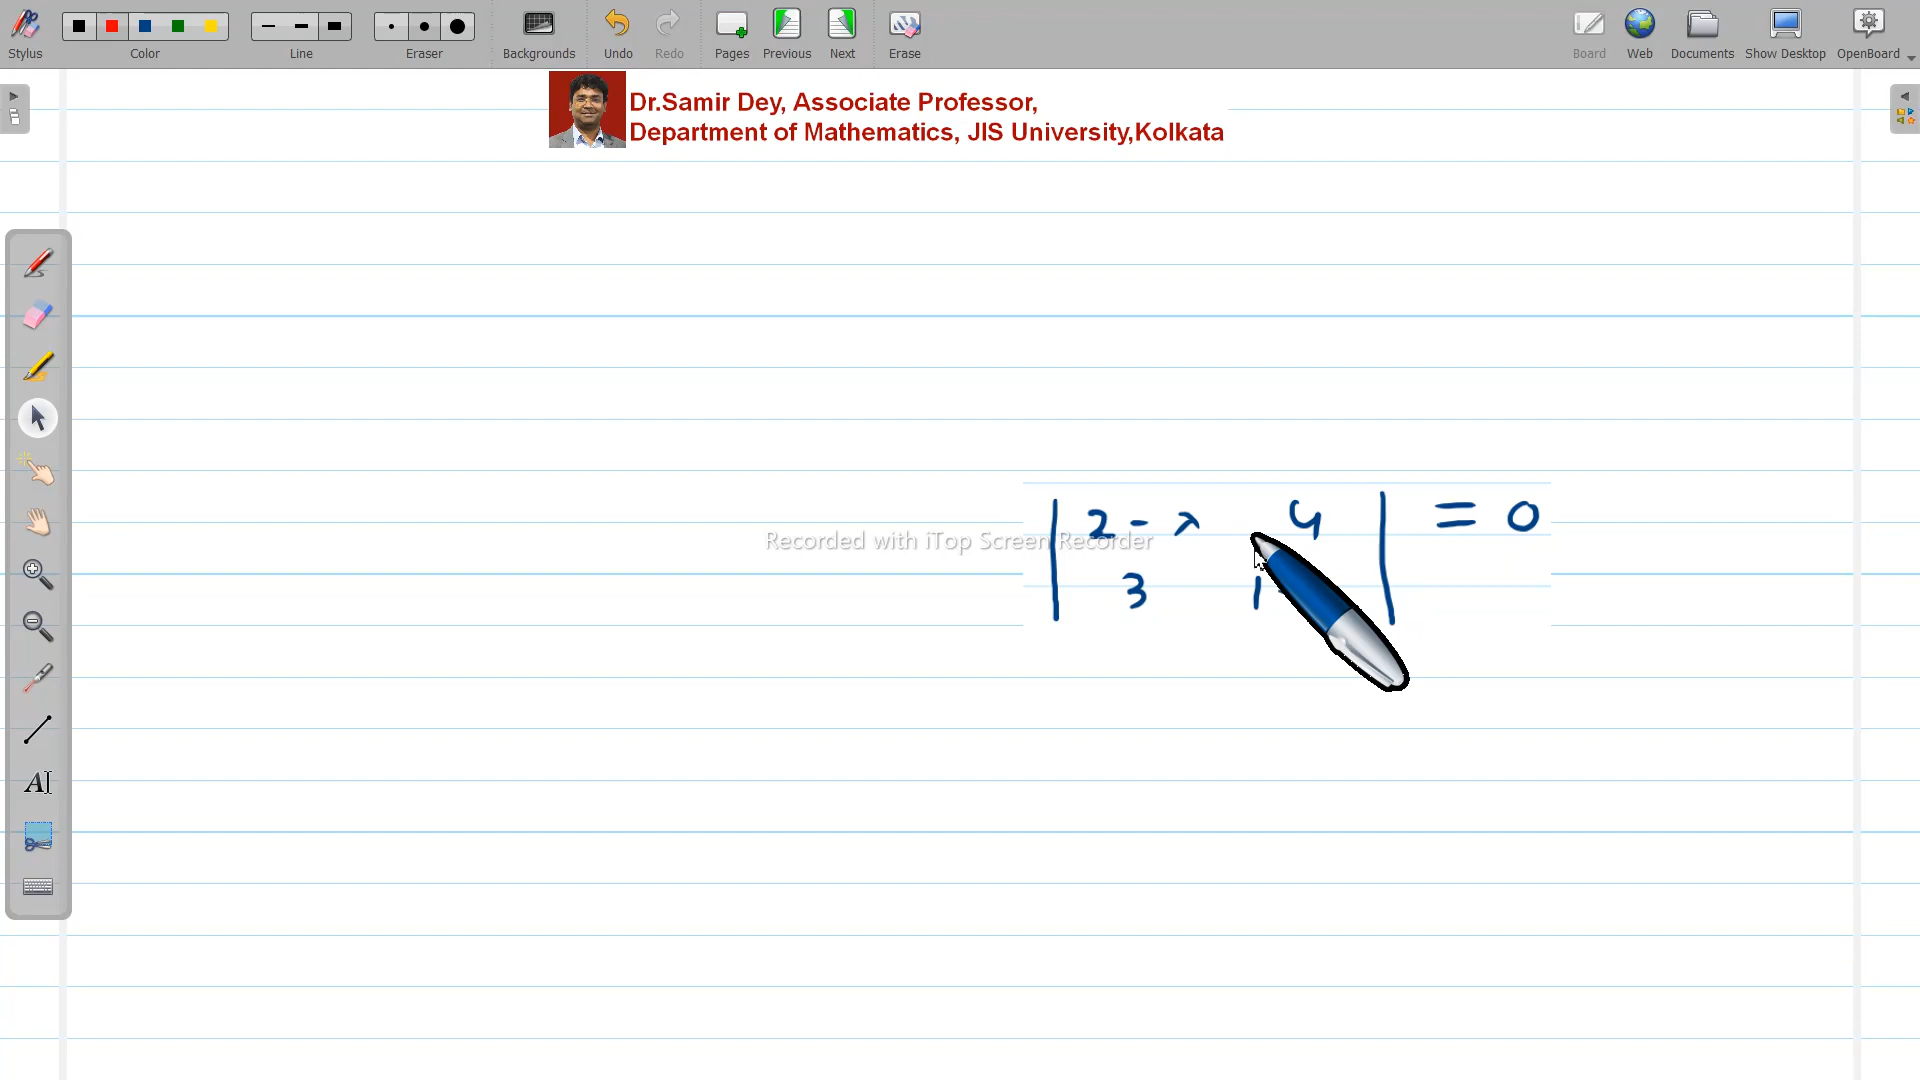 Stylus
Color
Line
Eraser
Backgrounds
Undo
Redo
Pages
Previous
Next
Erase
Board
Web
Documents
Show Desktop
OpenBoard
Dr.Samir Dey, Associate Professor,
Department of Mathematics, JIS University,Kolkata
| 2 - λ 4 | = 0
3 1
Recorded with iTop Screen Recorder
AI